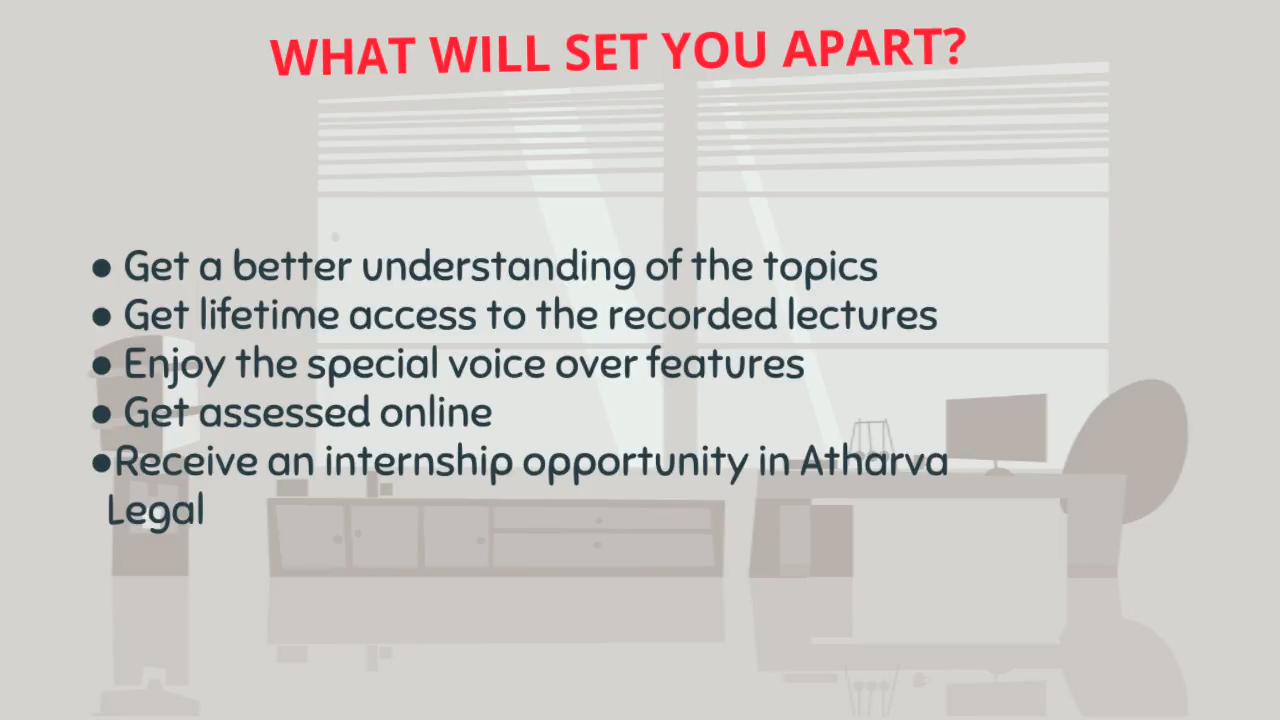 WHAT WILL SET YOU APART?
● Get a better understanding of the topics
● Get lifetime access to the recorded lectures
● Enjoy the special voice over features
● Get assessed online
●Receive an internship opportunity in Atharva
Legal